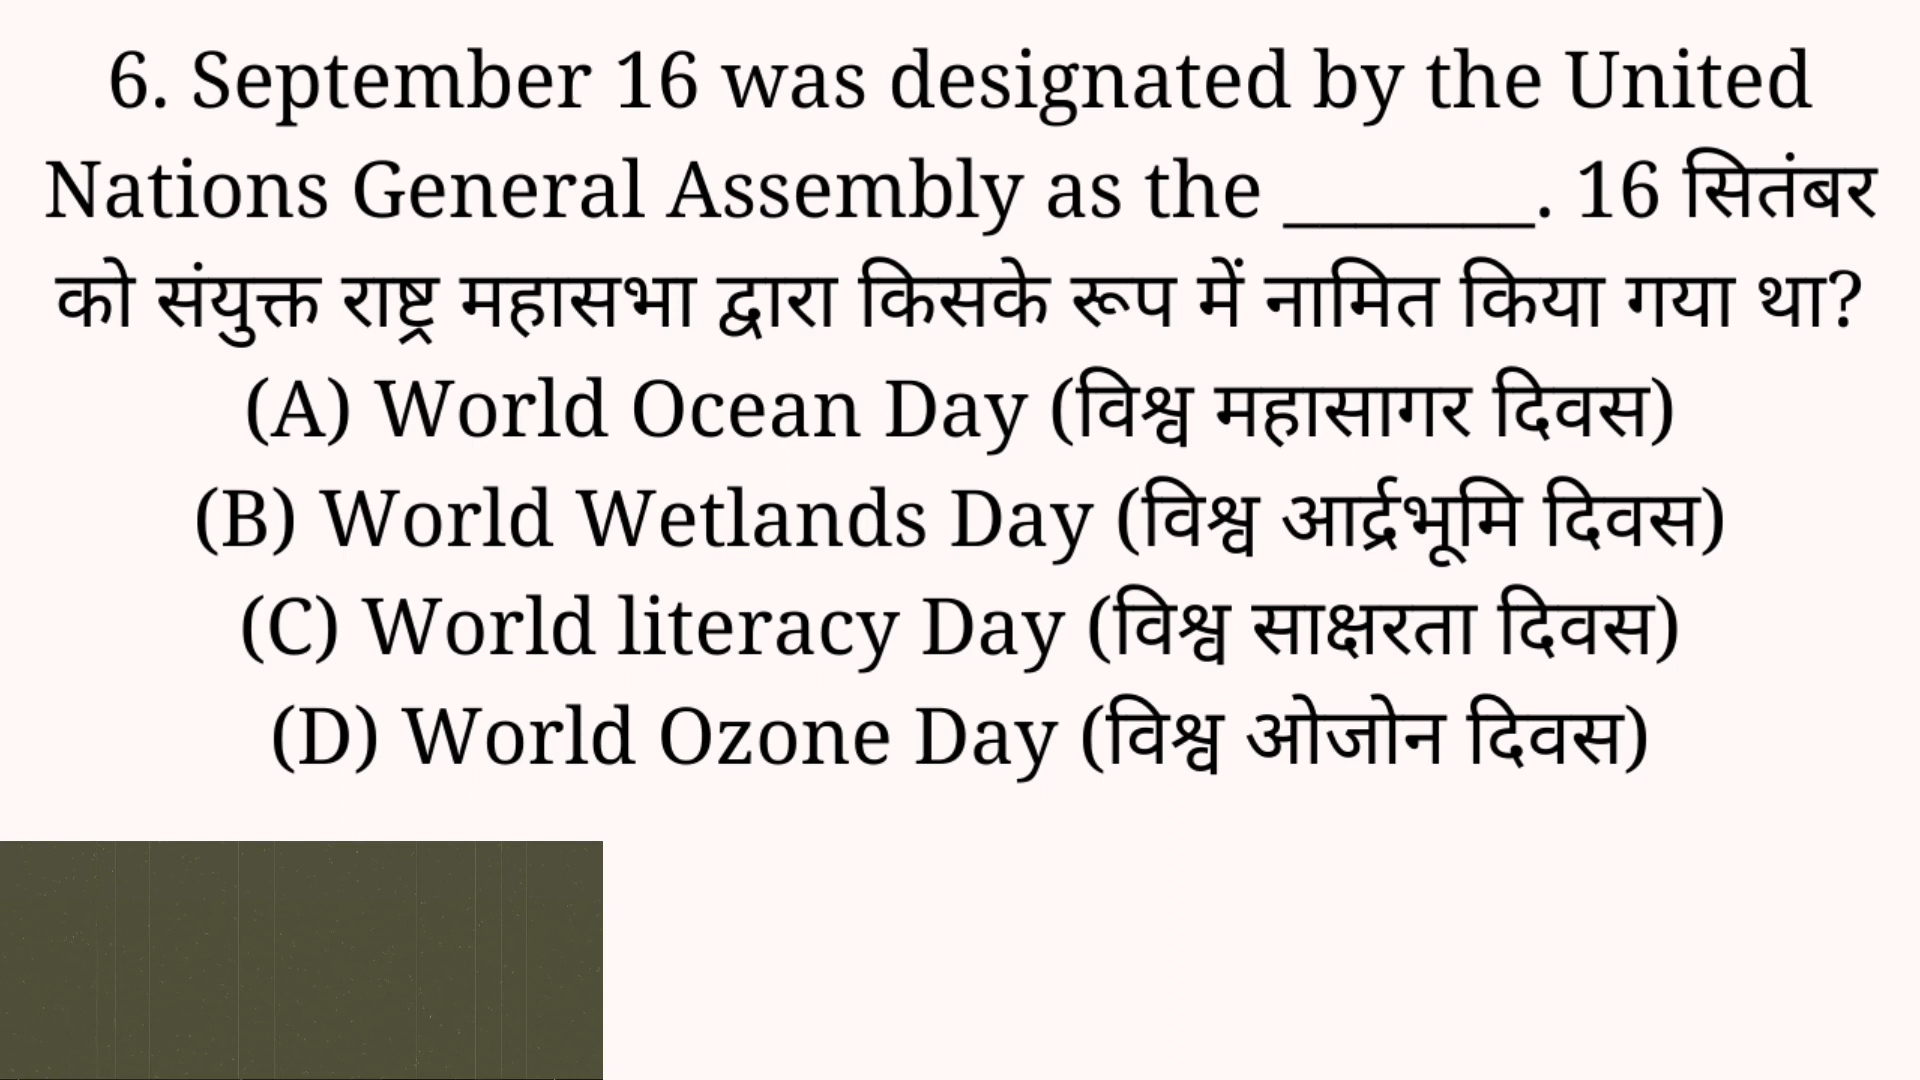 6. September 16 was designated by the United
Nations General Assembly as the _______. 16 सितंबर
को संयुक्त राष्ट्र महासभा द्वारा किसके रूप में नामित किया गया था?
(A) World Ocean Day (विश्व महासागर दिवस)
(B) World Wetlands Day (विश्व आर्द्रभूमि दिवस)
(C) World literacy Day (विश्व साक्षरता दिवस)
(D) World Ozone Day (विश्व ओजोन दिवस)